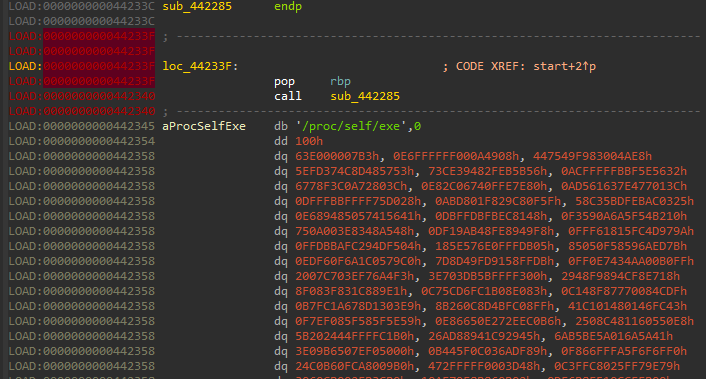 LOAD:000000000044233C sub_442285 endp
LOAD:000000000044233C
LOAD:000000000044233F ; ---------------------------------------------------------------------------
LOAD:000000000044233F
LOAD:000000000044233F loc_44233F: ; CODE XREF: start+2↑p
LOAD:000000000044233F pop rbp
LOAD:0000000000442340 call sub_442285
LOAD:0000000000442340 ; ---------------------------------------------------------------------------
LOAD:0000000000442345 aProcSelfExe db '/proc/self/exe',0
LOAD:0000000000442354 dd 100h
LOAD:0000000000442358 dq 63E000007B3h, 0E6FFFFFF000A4908h, 447549F983004AE8h
LOAD:0000000000442358 dq 5EFD374C8D485753h, 73CE39482FEB5B56h, 0ACFFFFFBBF5E5632h
LOAD:0000000000442358 dq 6778F3C0A72803Ch, 0E82C06740FFE7E80h, 0AD561637E477013Ch
LOAD:0000000000442358 dq 0DFFFBBFFFF75D028h, 0ABD801F829C80F5Fh, 58C35BDFEBAC0325h
LOAD:0000000000442358 dq 0E689485057415641h, 0DBFFDBFBEC8148h, 0F3590A6A5F54B210h
LOAD:0000000000442358 dq 750A003E8348A548h, 0DF19AB48FE8949F8h, 0FFF61815FC4D979Ah
LOAD:0000000000442358 dq 0FFDBBAFC294DF504h, 185E576E0FFFDB05h, 85050F58596AED7Bh
LOAD:0000000000442358 dq 0EDF60F6A1C0579C0h, 7D8D49FD9158FFDBh, 0FF0E7434AA00B0FFh
LOAD:0000000000442358 dq 2007C703EF76A4F3h, 3E703DB5BFFFF300h, 2948F9894CF8E718h
LOAD:0000000000442358 dq 8F083F831C889E1h, 0C75CD6FC1B08E083h, 0C148F87770084CDFh
LOAD:0000000000442358 dq 0B7FC1A678D1303E9h, 8B260C8D4BFC08FFh, 41C101480146FC43h
LOAD:0000000000442358 dq 0F7EF085F585F5E59h, 0E86650E272EEC0B6h, 2508C481160550E8h
LOAD:0000000000442358 dq 5B202444FFFFC1B0h, 26AD88941C92945h, 6AB5BE5A016A5A41h
LOAD:0000000000442358 dq 3E09B6507EF05000h, 0B445F0C036ADF89h, 0F866FFFA5F6F6FF0h
LOAD:0000000000442358 dq 24C0B60FCA8009B0h, 472FFFFF0003D48h, 0C3FFC8025FF79E79h